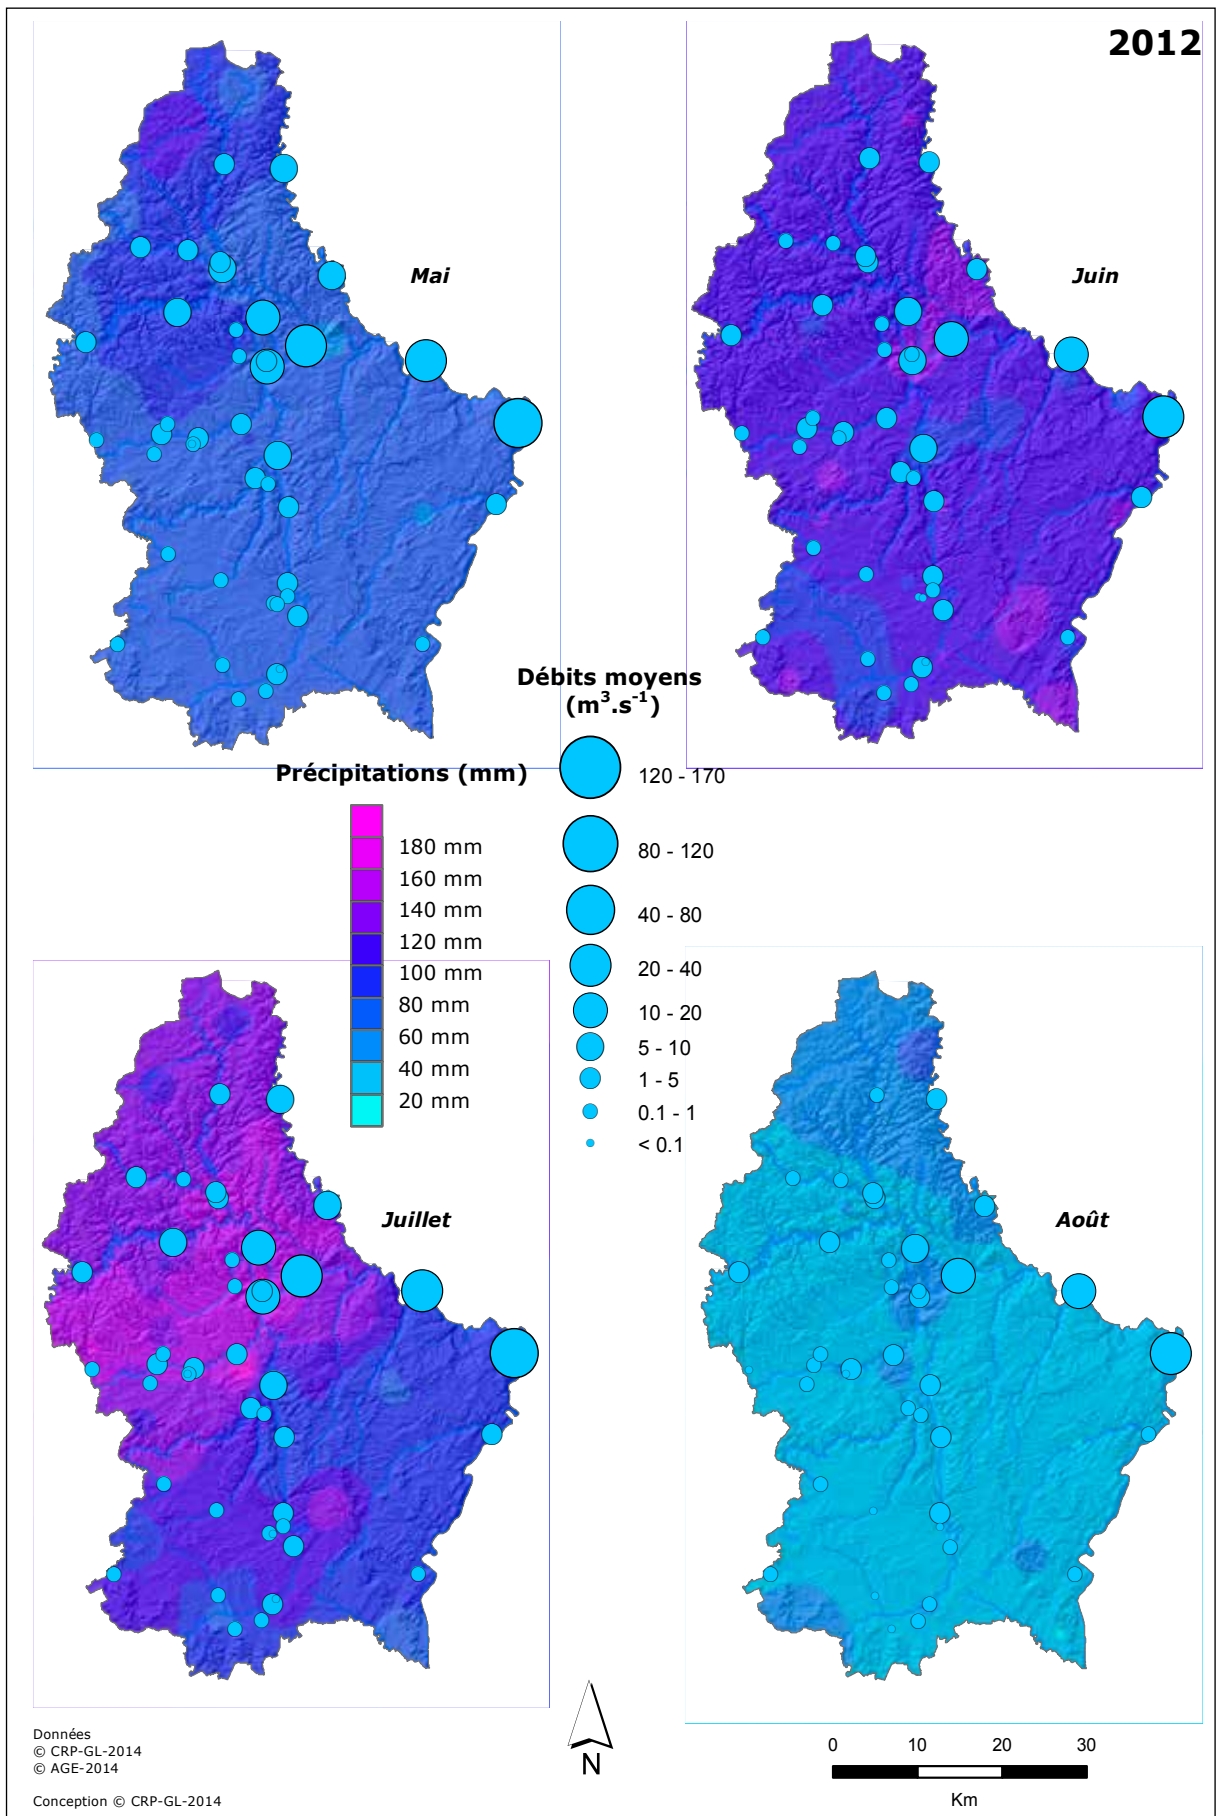 2012
Mai
Juin
Débits moyens
(m³.s⁻¹)
Précipitations (mm)
120 - 170
80 - 120
40 - 80
20 - 40
10 - 20
5 - 10
1 - 5
0.1 - 1
< 0.1
180 mm
160 mm
140 mm
120 mm
100 mm
80 mm
60 mm
40 mm
20 mm
Juillet
Août
Données
© CRP-GL-2014
© AGE-2014
Conception © CRP-GL-2014
N
0 10 20 30
Km